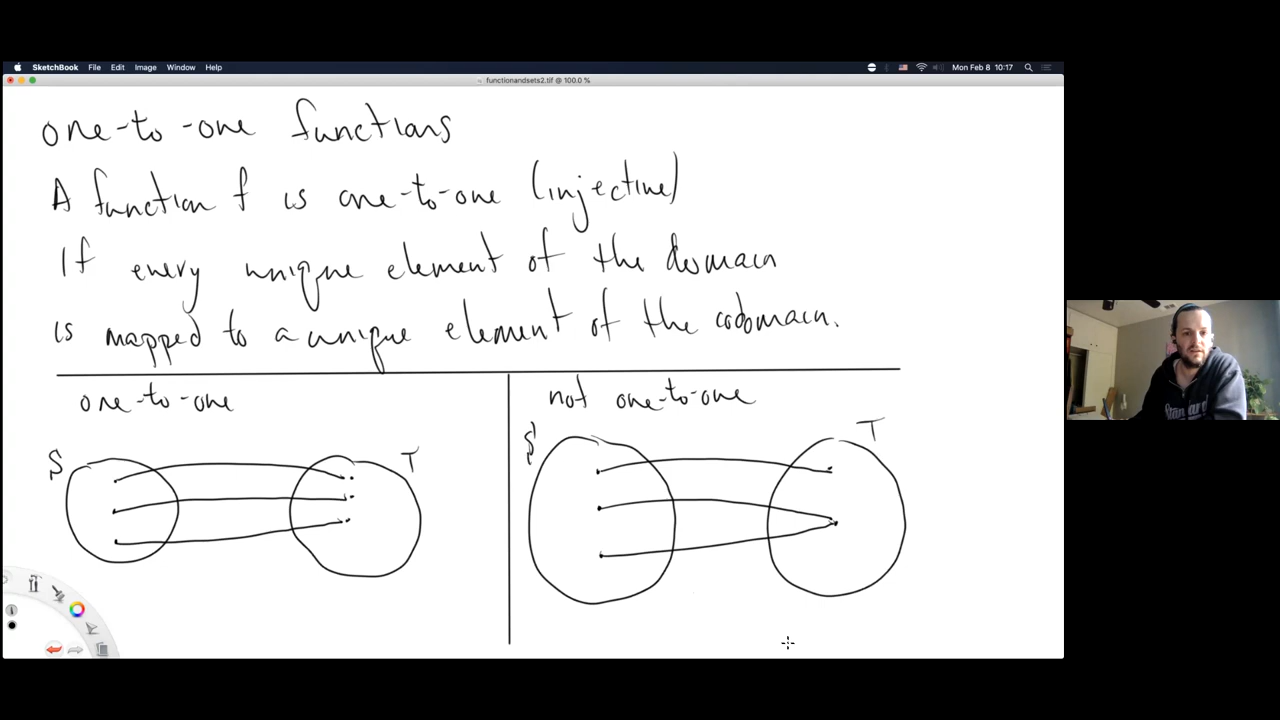 SketchBook File Edit Image Window Help Mon Feb 8 10:17
functionandsets2.tif @ 100.0 %
one-to-one functions
A function f is one-to-one (injective)
If every unique element of the domain
is mapped to a unique element of the codomain.
one-to-one
not one-to-one
S
T
S
T